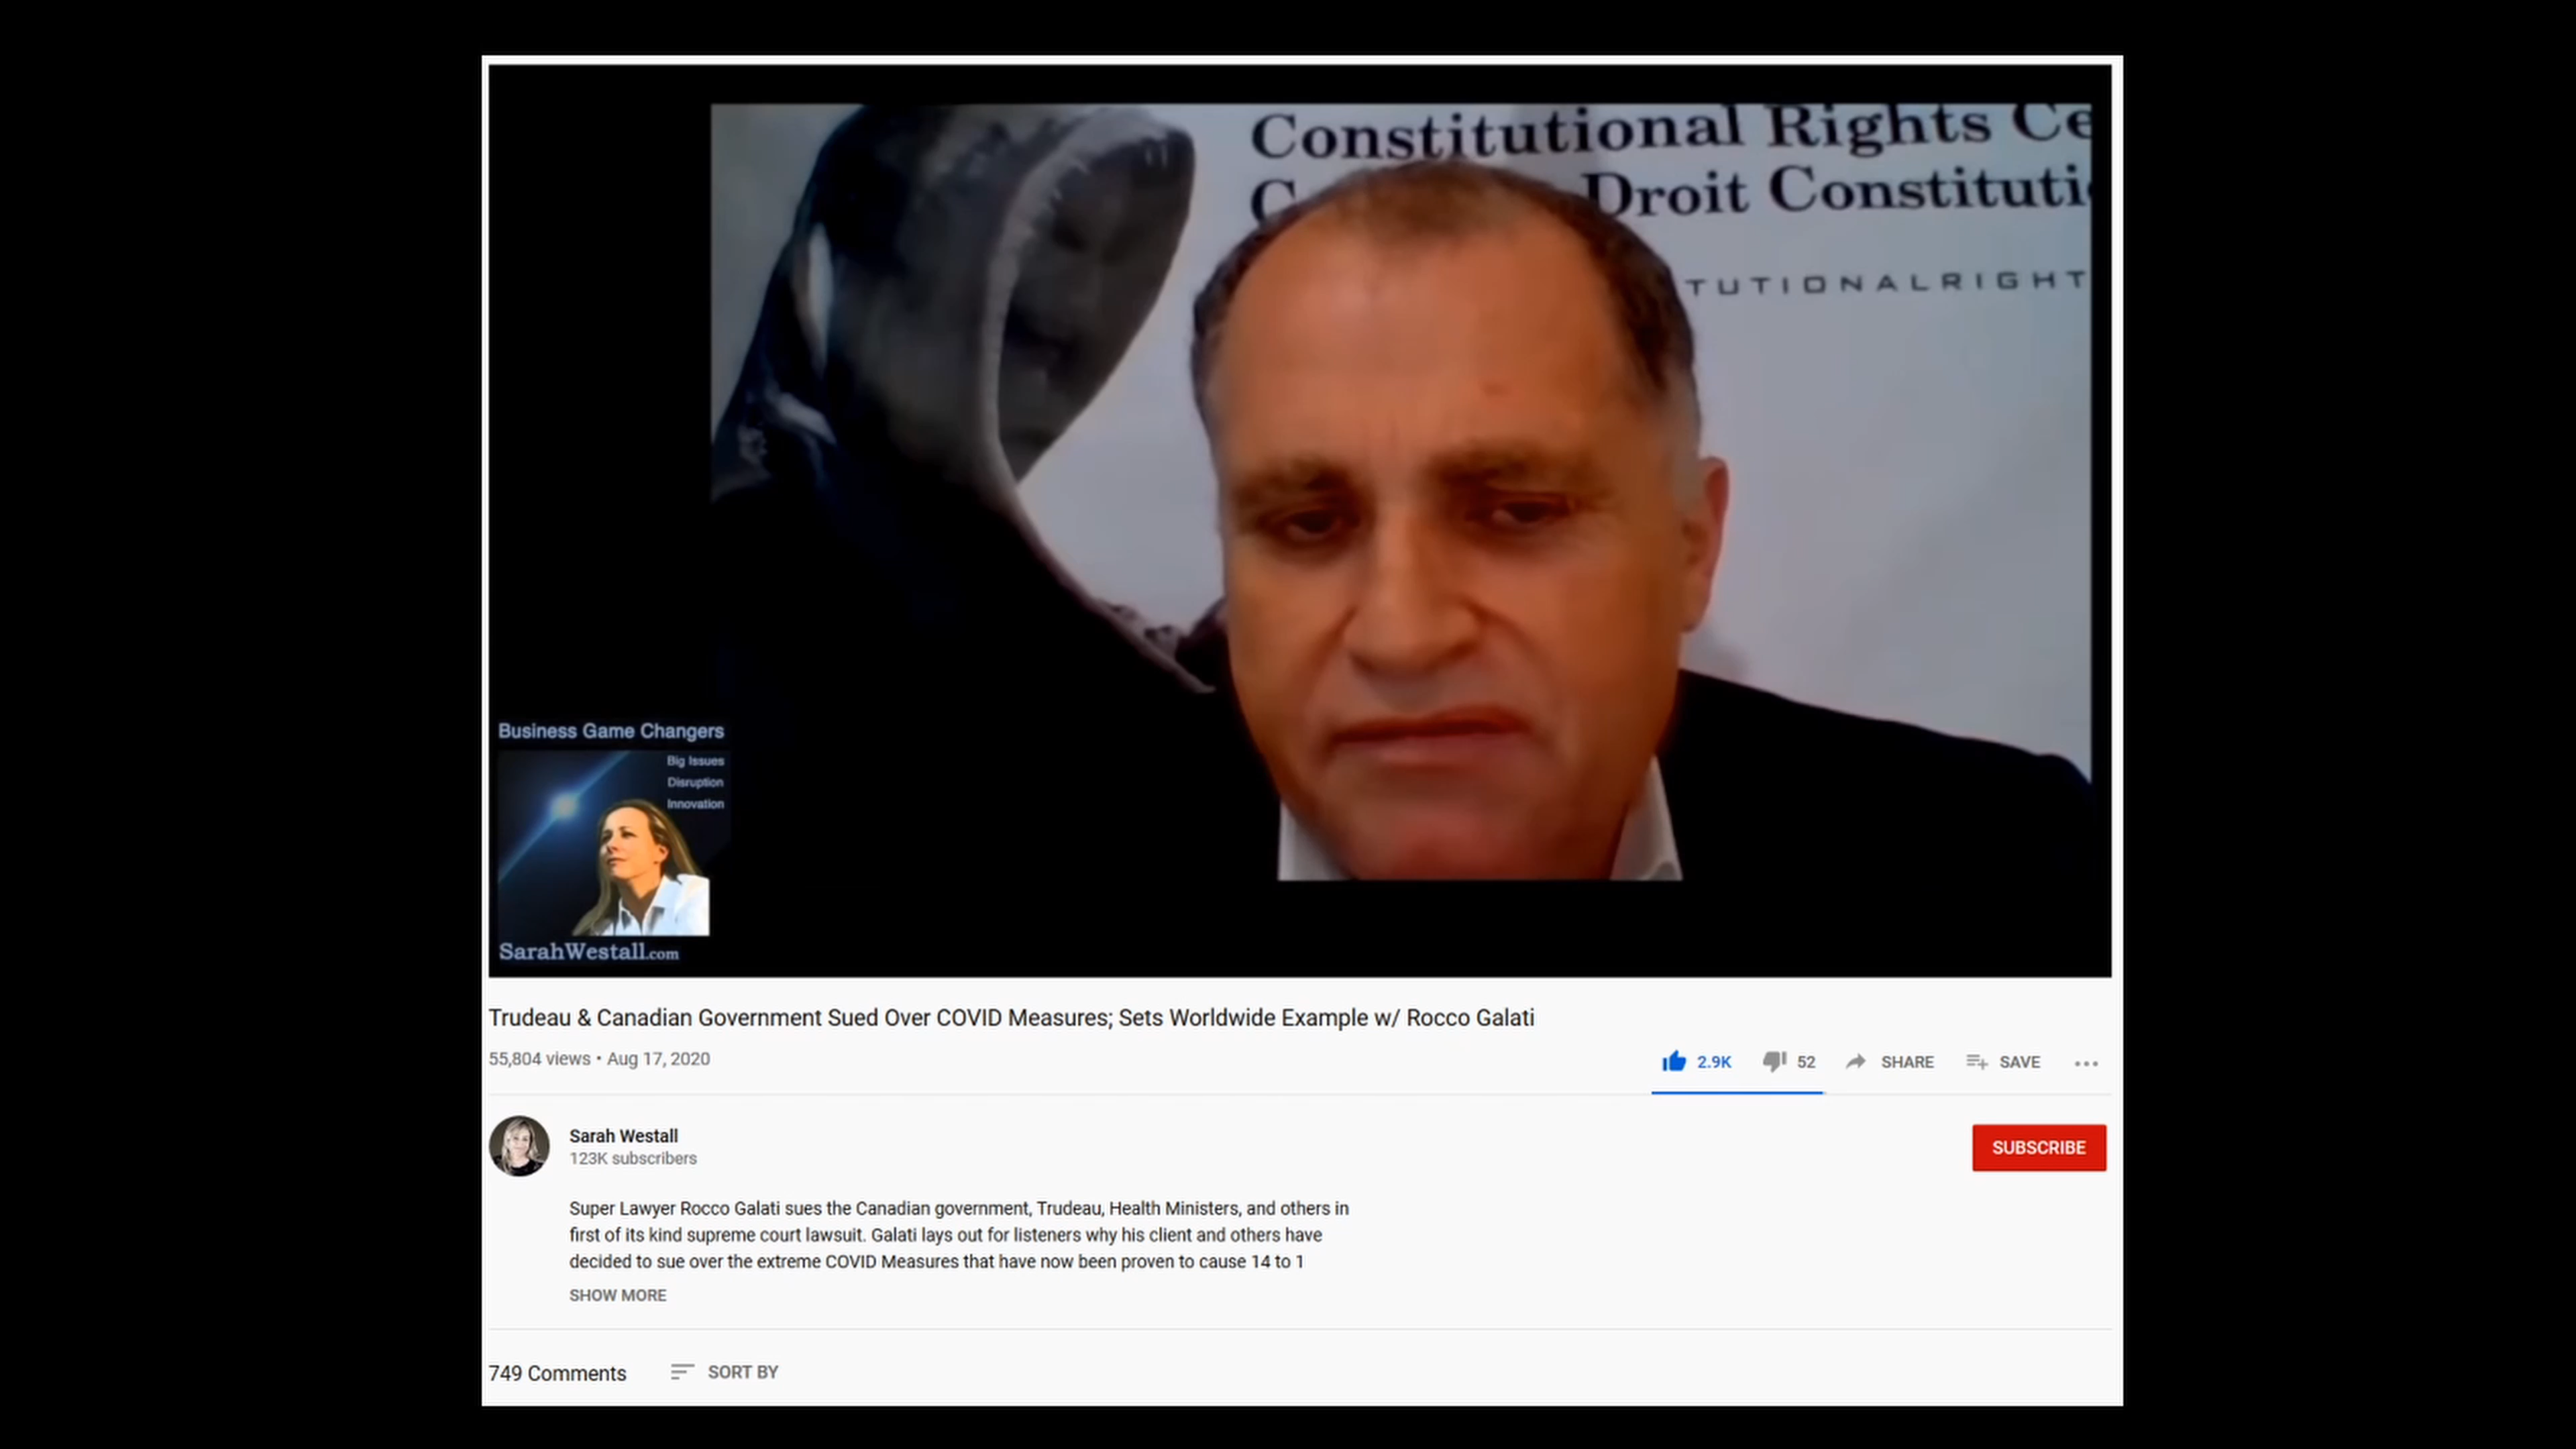 Constitutional Rights Ce
Droit Constituti
TUTIONALRIGHT
Business Game Changers
Big Issues
Disruption
Innovation
SarahWestall.com
Trudeau & Canadian Government Sued Over COVID Measures; Sets Worldwide Example w/ Rocco Galati
55,804 views • Aug 17, 2020
2.9K 52 SHARE SAVE
Sarah Westall
123K subscribers
SUBSCRIBE
Super Lawyer Rocco Galati sues the Canadian government, Trudeau, Health Ministers, and others in
first of its kind supreme court lawsuit. Galati lays out for listeners why his client and others have
decided to sue over the extreme COVID Measures that have now been proven to cause 14 to 1
SHOW MORE
749 Comments SORT BY